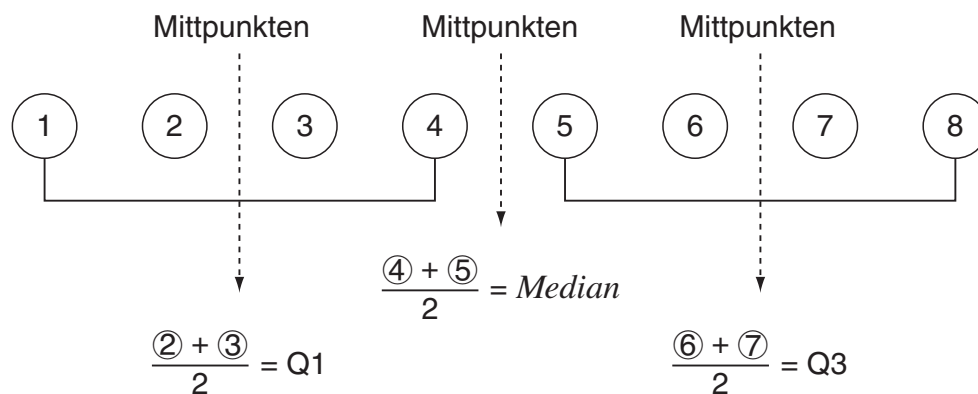 Mittpunkten Mittpunkten Mittpunkten
1 2 3 4 5 6 7 8
④ + ⑤
2
= Median
② + ③
2
= Q1
⑥ + ⑦
2
= Q3